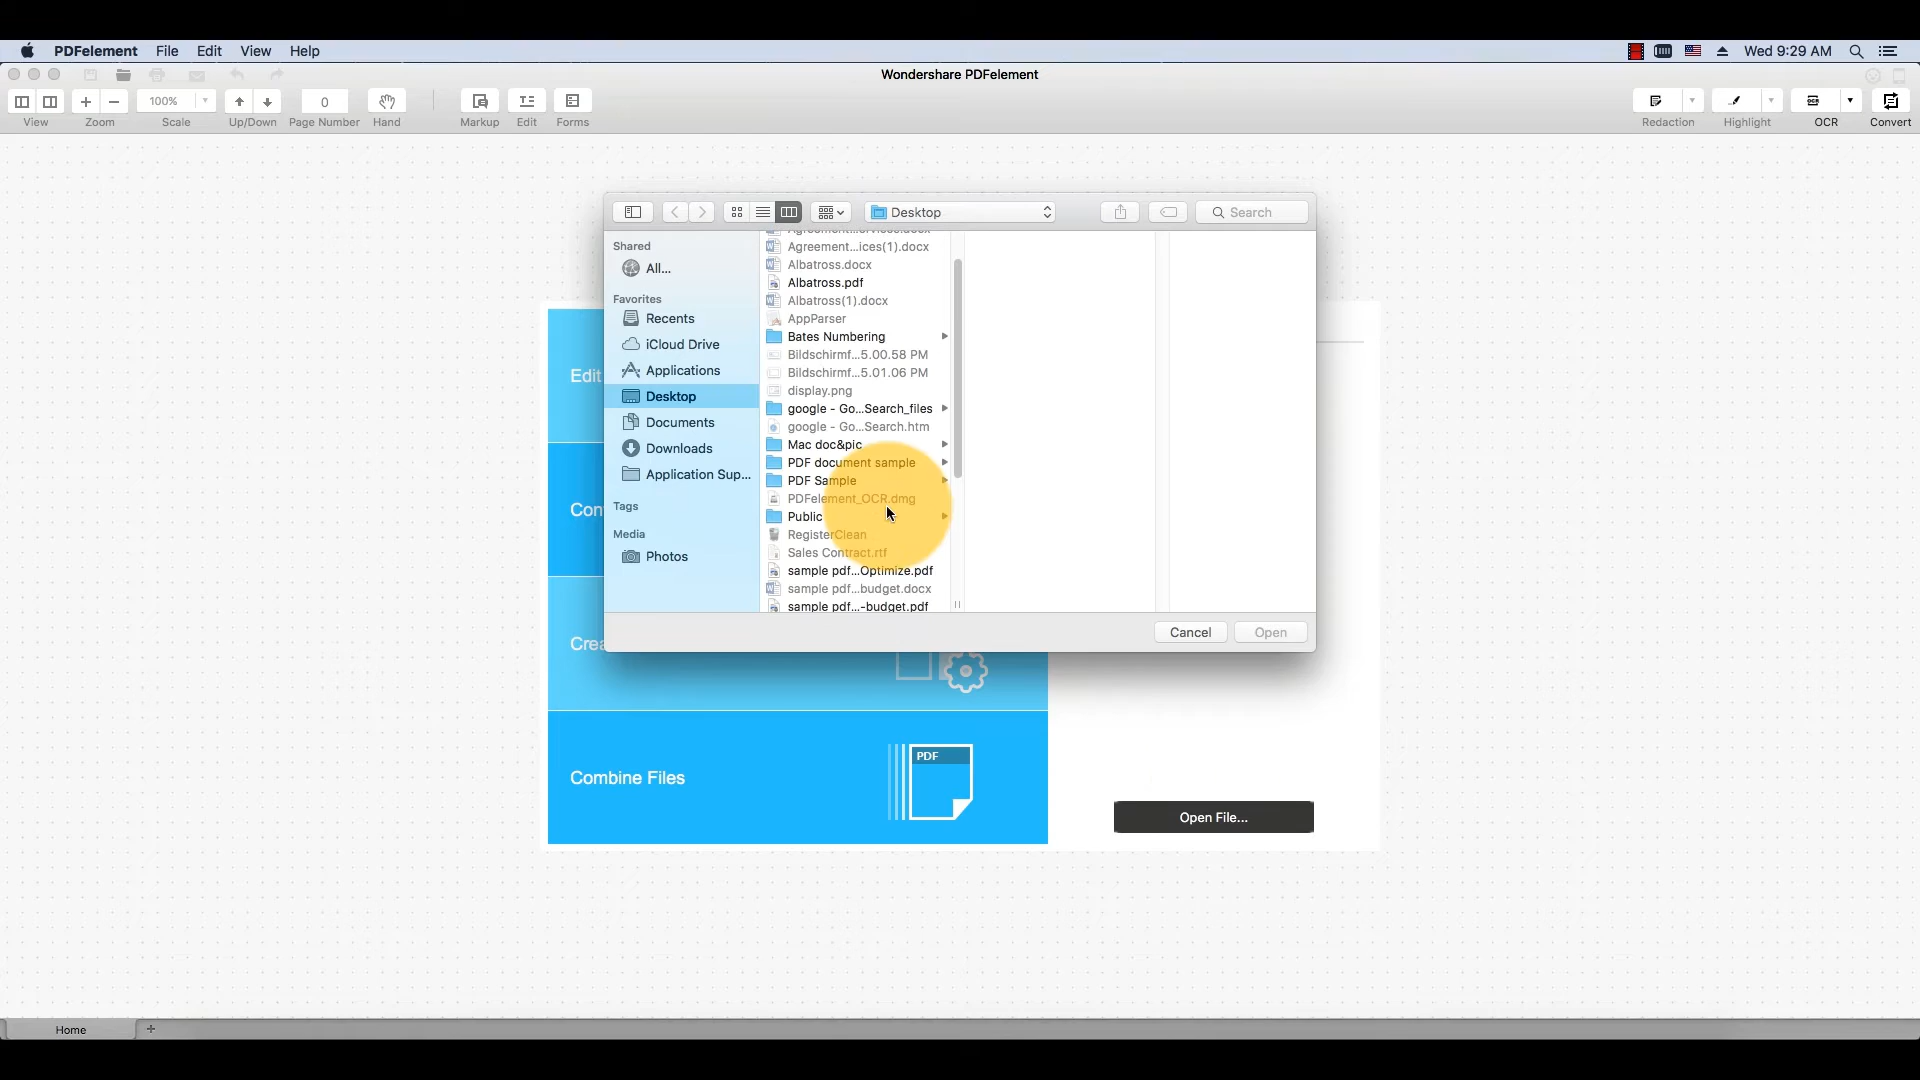 PDFelement File Edit View Help
Wed 9:29 AM
Wondershare PDFelement
100%
0
View Zoom Scale Up/Down Page Number Hand Markup Edit Forms
OCR
Redaction Highlight OCR Convert
Desktop
Search
Shared
All...
Favorites
Recents
iCloud Drive
Applications
Desktop
Documents
Downloads
Application Sup...
Tags
Media
Photos
Agreement...ices(1).docx
Albatross.docx
Albatross.pdf
Albatross(1).docx
AppParser
Bates Numbering
Bildschirmf...5.00.58 PM
Bildschirmf...5.01.06 PM
display.png
google - Go...Search_files
google - Go...Search.htm
Mac doc&pic
PDF document sample
PDF Sample
PDFelement_OCR.dmg
Public
RegisterClean
Sales Contract.rtf
sample pdf...Optimize.pdf
sample pdf...budget.docx
sample pdf...-budget.pdf
Cancel Open
Edit
Con
Crea
Combine Files
PDF
Open File...
Home +